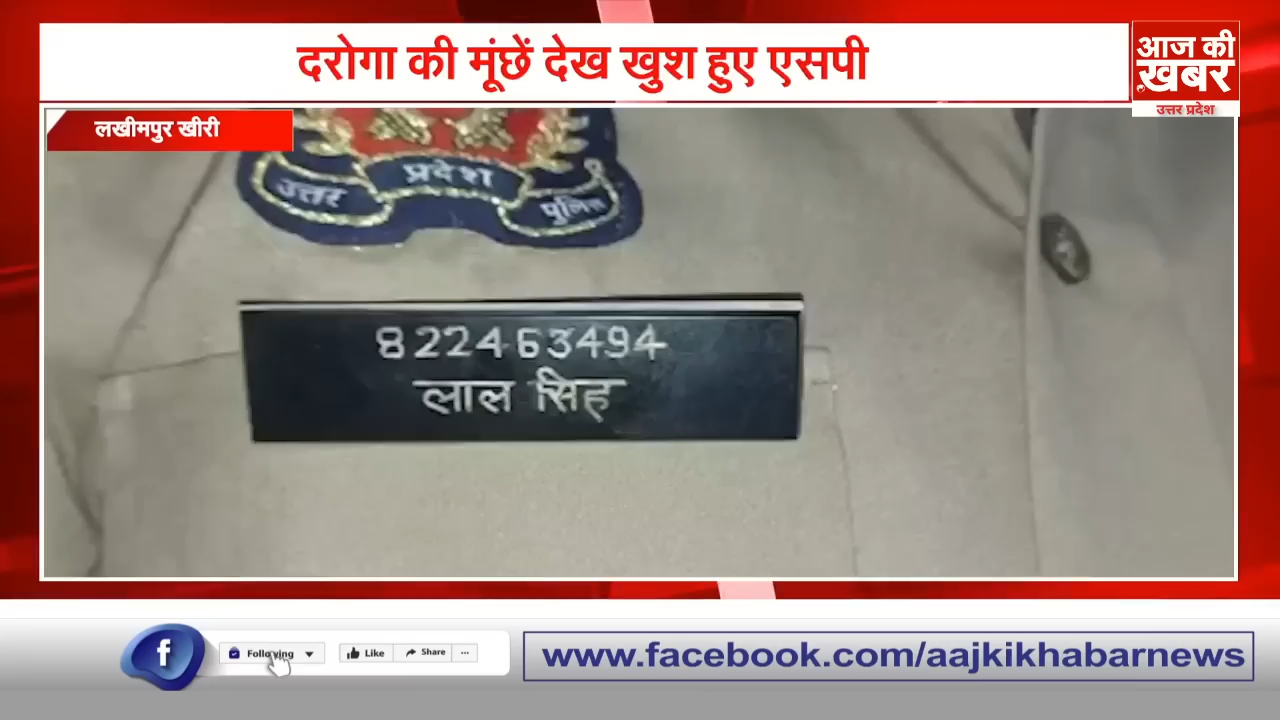 दरोगा की मूंछें देख खुश हुए एसपी
आज की
ख़बर
उत्तर प्रदेश
लखीमपुर खीरी
उत्तर प्रदेश पुलिस
822463494
लाल सिंह
Following
Like
Share
www.facebook.com/aajkikhabarnews